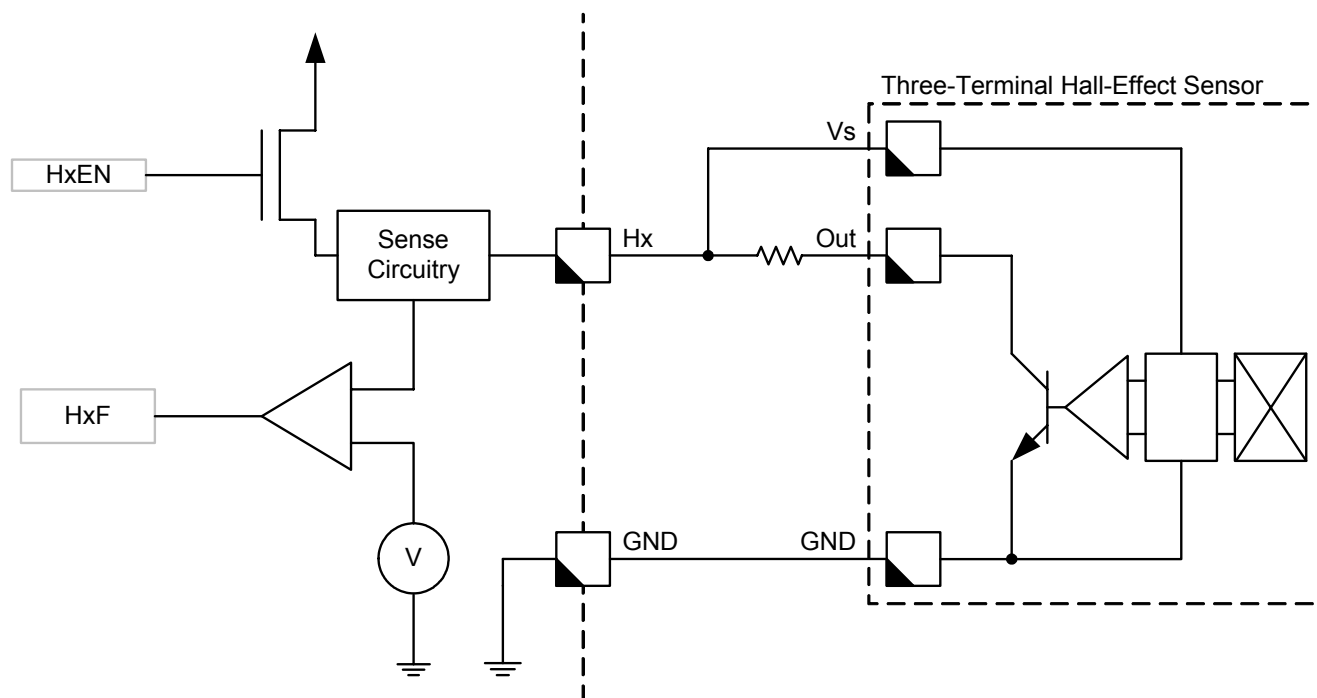 Three-Terminal Hall-Effect Sensor
Vs
HxEN
Sense
Circuitry
Hx
Out
HxF
GND
GND
V